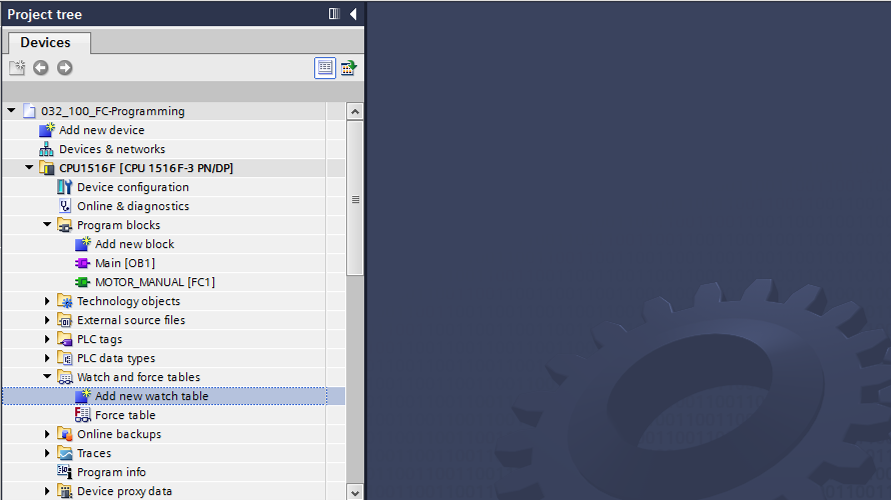 Project tree
Devices
032_100_FC-Programming
Add new device
Devices & networks
CPU1516F [CPU 1516F-3 PN/DP]
Device configuration
Online & diagnostics
Program blocks
Add new block
Main [OB1]
MOTOR_MANUAL [FC1]
Technology objects
External source files
PLC tags
PLC data types
Watch and force tables
Add new watch table
Force table
Online backups
Traces
Program info
Device proxy data